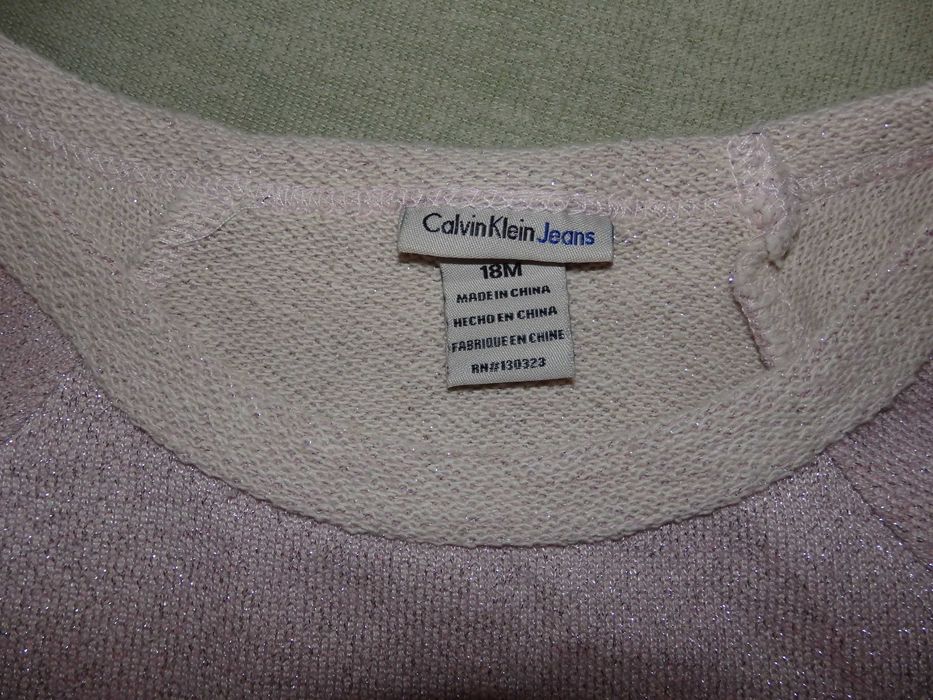 Calvin Klein Jeans
18M
MADE IN CHINA
HECHO EN CHINA
FABRIQUE EN CHINE
RN#130323